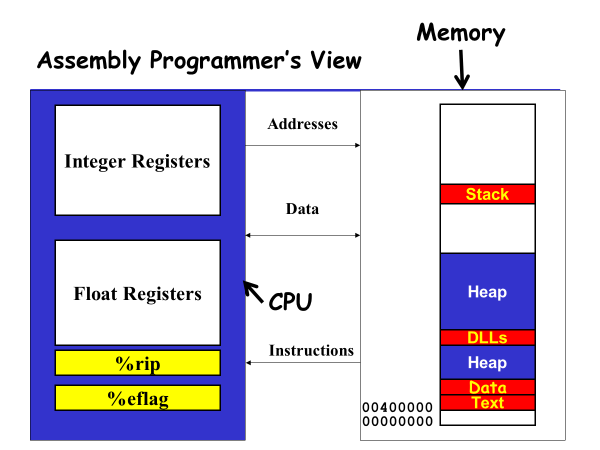 Memory
Assembly Programmer's View
Addresses
Integer Registers
Stack
Data
Float Registers
Heap
CPU
DLLs
Instructions
Heap
%rip
Data
%eflag
Text
00400000
00000000